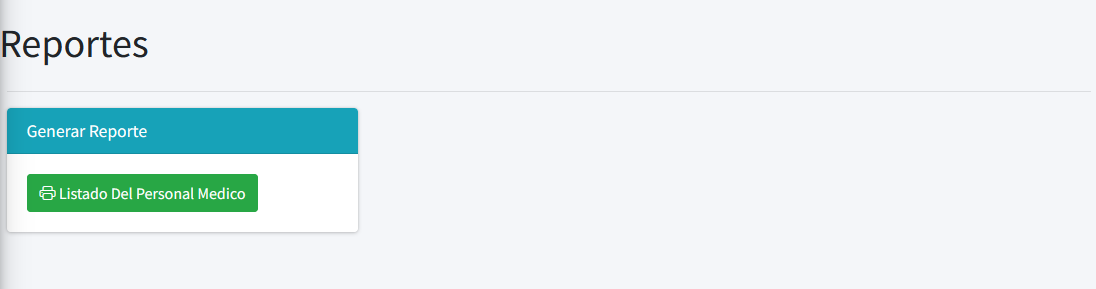 Reportes
Generar Reporte
Listado Del Personal Medico